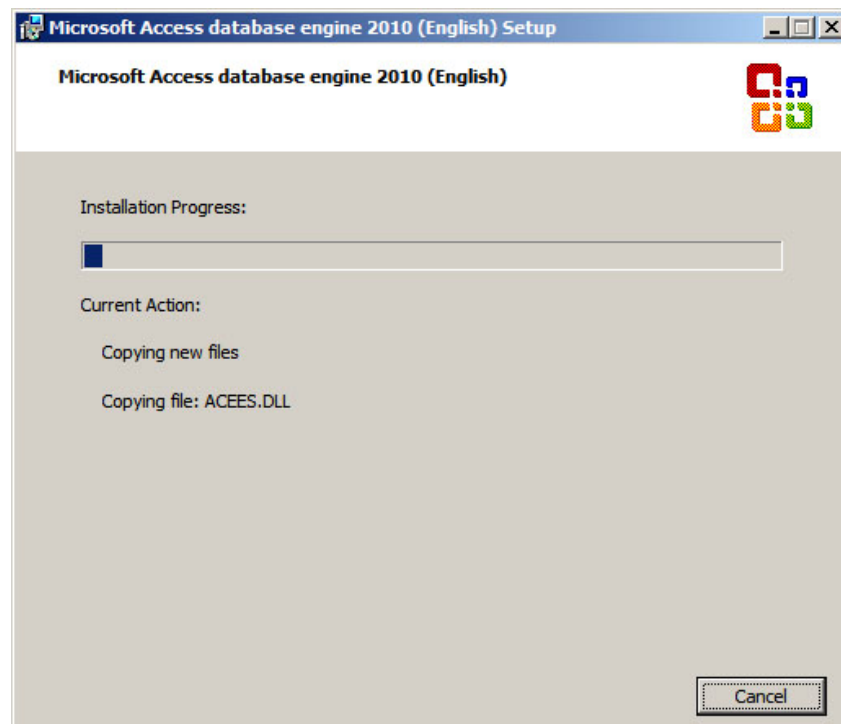 Microsoft Access database engine 2010 (English) Setup
Microsoft Access database engine 2010 (English)
Installation Progress:
Current Action:
Copying new files
Copying file: ACEES.DLL
Cancel